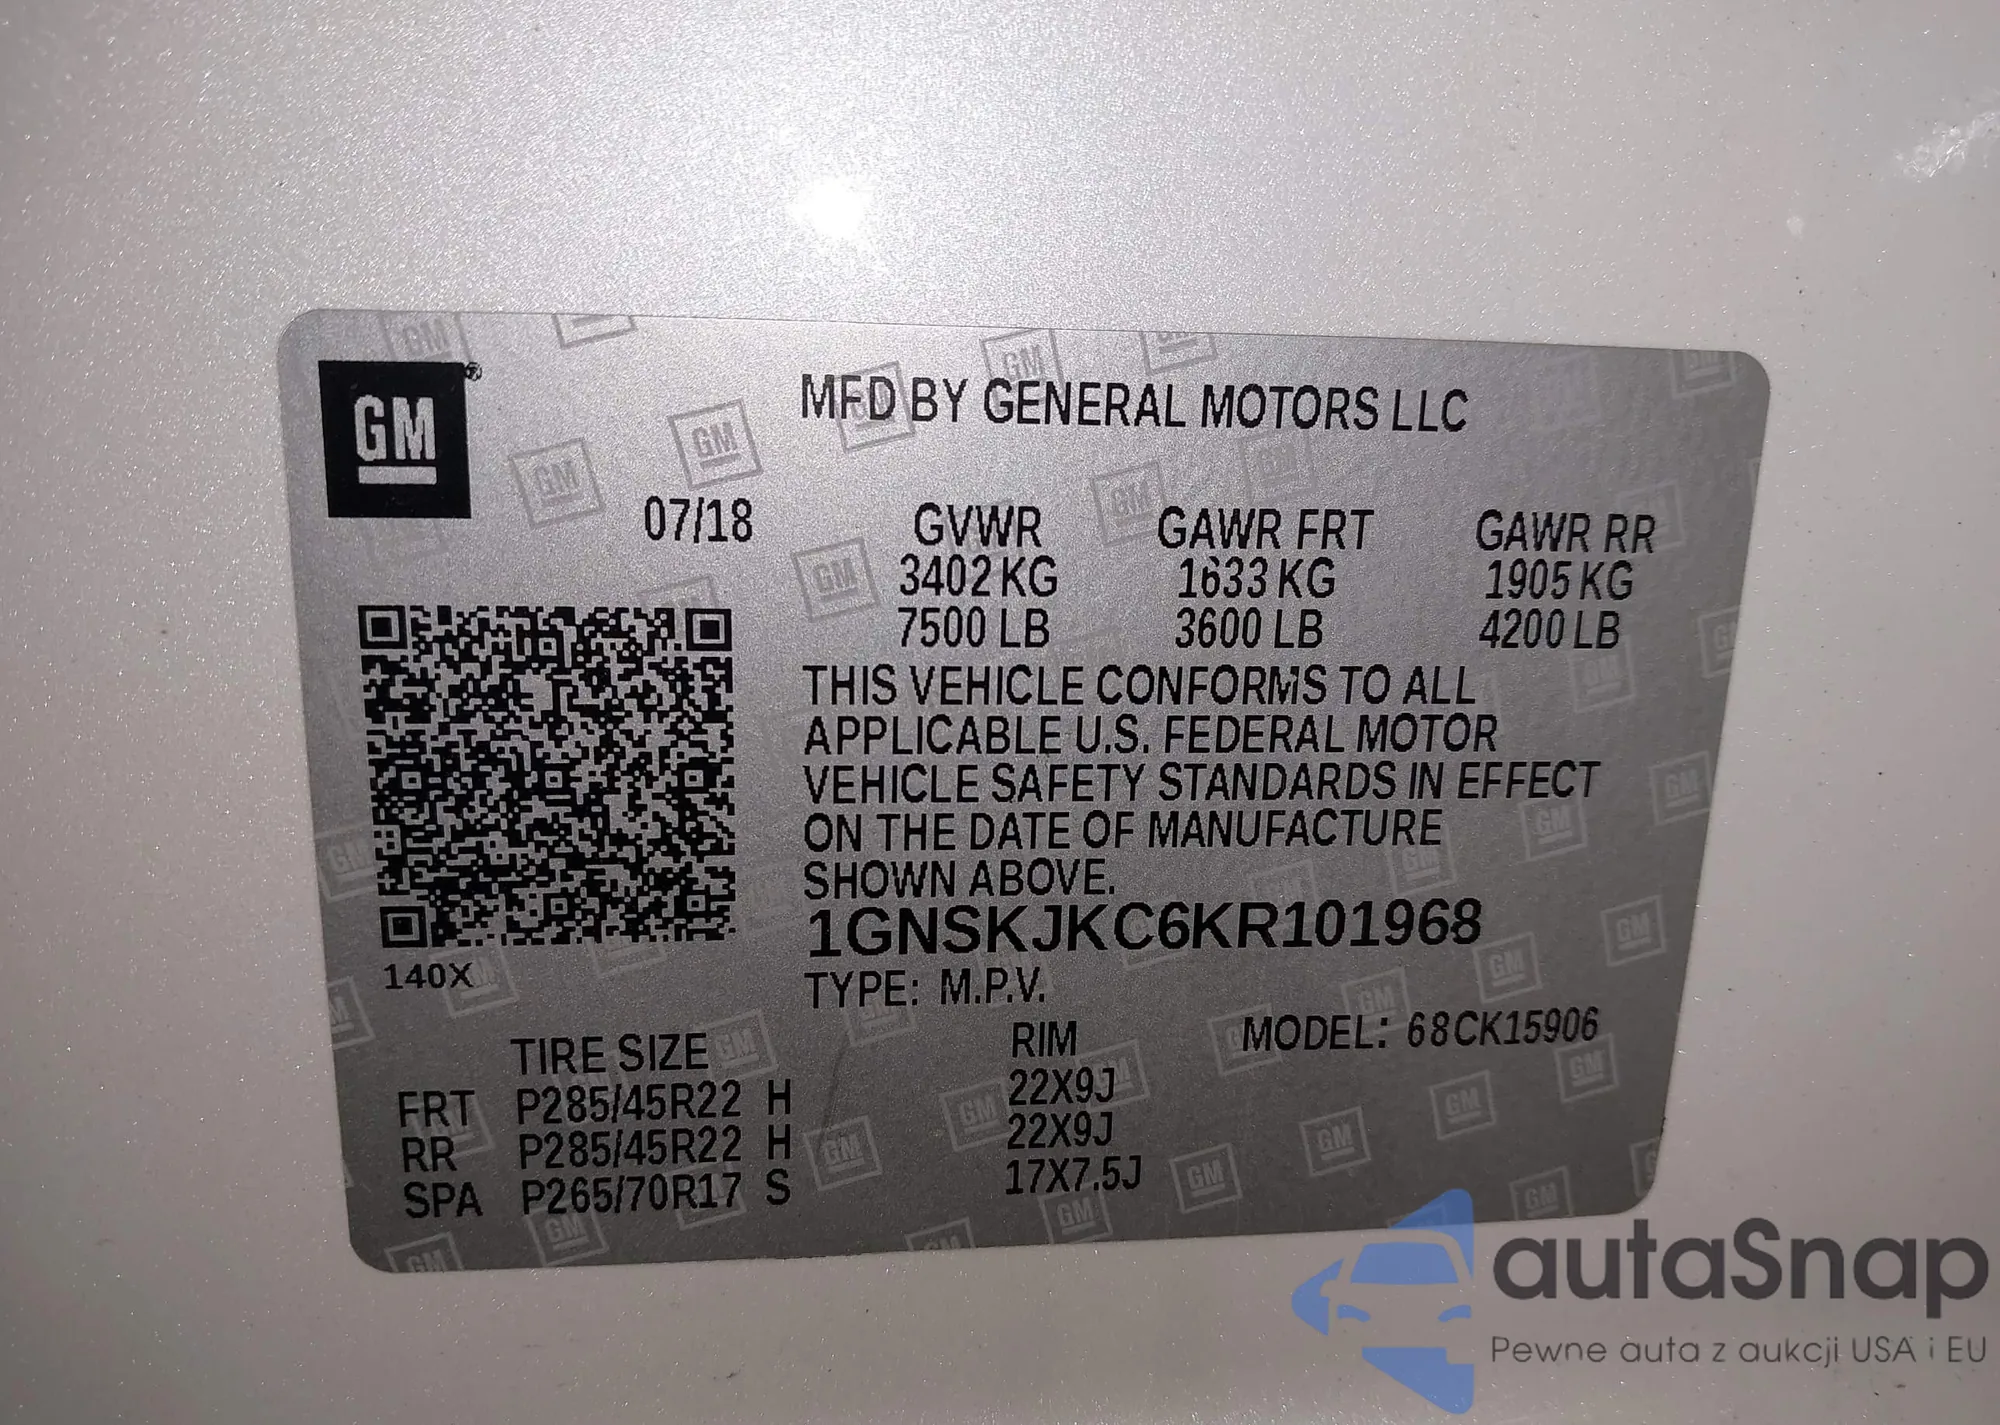 GM®
MFD BY GENERAL MOTORS LLC
07/18
GVWR GAWR FRT GAWR RR
3402 KG 1633 KG 1905 KG
7500 LB 3600 LB 4200 LB
THIS VEHICLE CONFORMS TO ALL
APPLICABLE U.S. FEDERAL MOTOR
VEHICLE SAFETY STANDARDS IN EFFECT
ON THE DATE OF MANUFACTURE
SHOWN ABOVE.
1GNSKJKC6KR101968
140X
TYPE: M.P.V.
MODEL: 68CK15906
TIRE SIZE RIM
FRT P285/45R22 H 22X9J
RR P285/45R22 H 22X9J
SPA P265/70R17 S 17X7.5J
autaSnap
Pewne auta z aukcji USA i EU